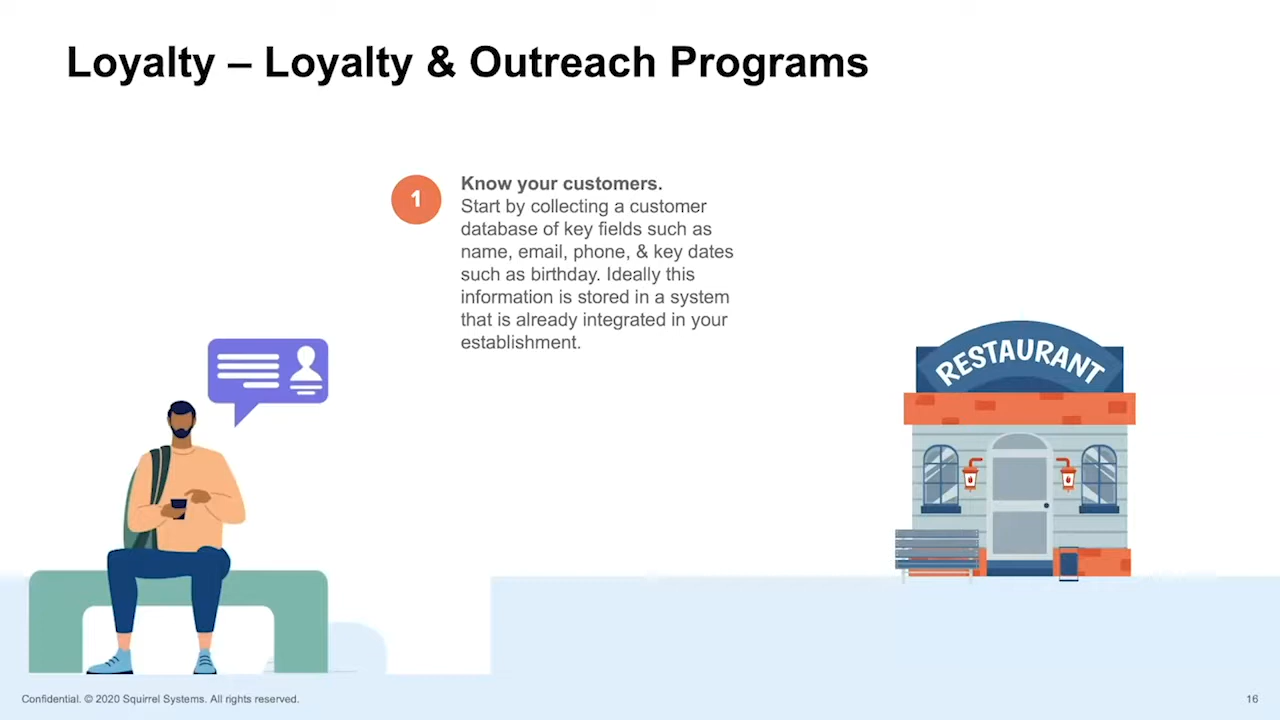 Loyalty – Loyalty & Outreach Programs
1
Know your customers.
Start by collecting a customer
database of key fields such as
name, email, phone, & key dates
such as birthday. Ideally this
information is stored in a system
that is already integrated in your
establishment.
RESTAURANT
Confidential. © 2020 Squirrel Systems. All rights reserved.
16